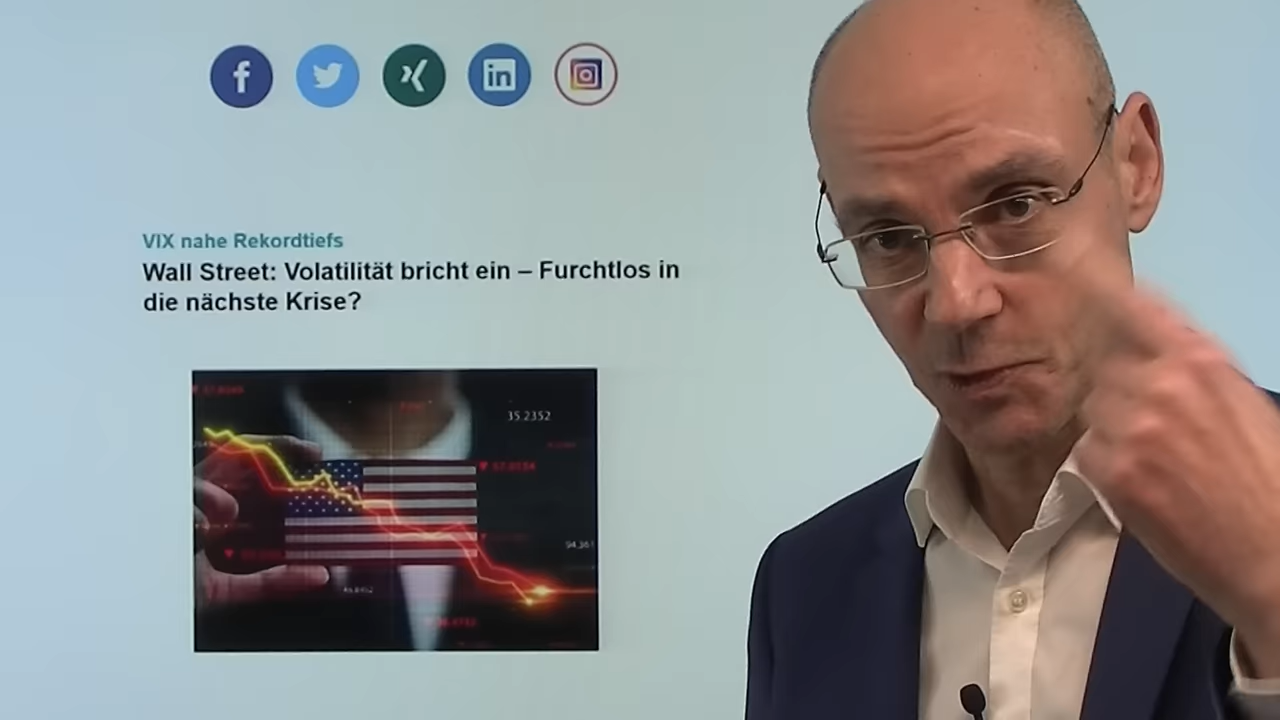 VIX nahe Rekordtiefs
Wall Street: Volatilität bricht ein – Furchtlos in
die nächste Krise?
35.2352